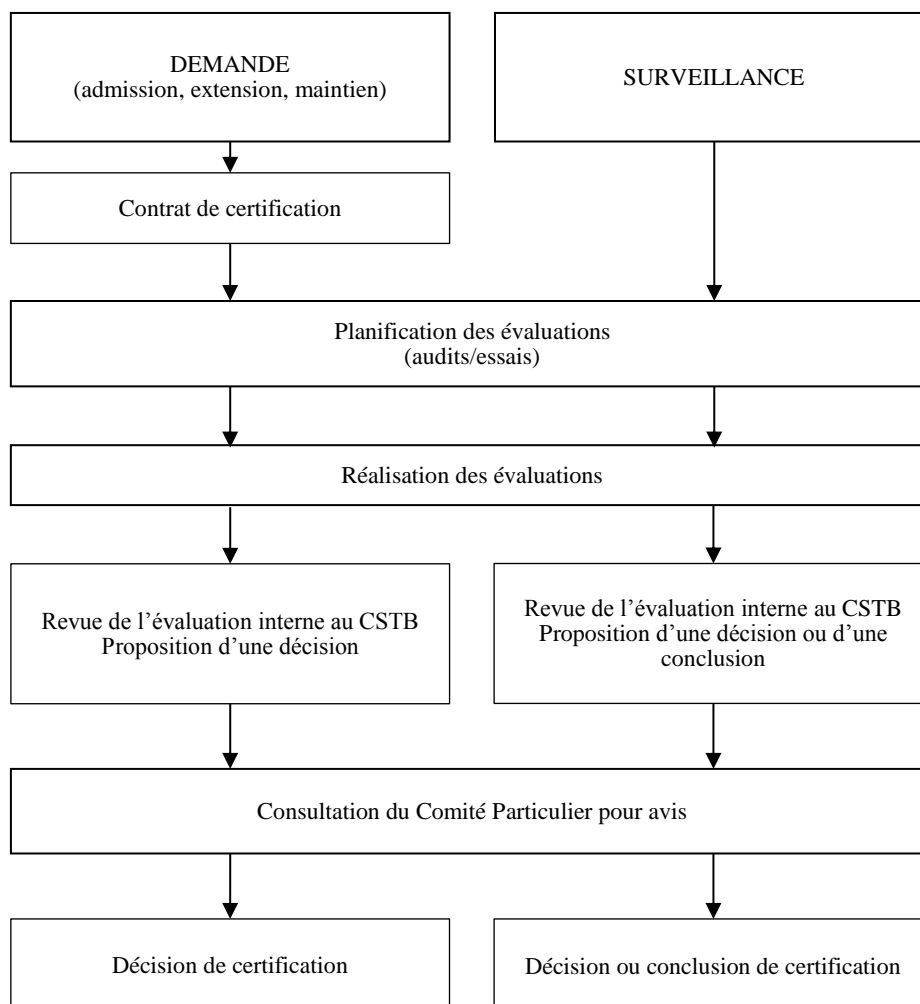 DEMANDE
(admission, extension, maintien)
SURVEILLANCE
Contrat de certification
Planification des évaluations
(audits/essais)
Réalisation des évaluations
Revue de l’évaluation interne au CSTB
Proposition d’une décision
Revue de l’évaluation interne au CSTB
Proposition d’une décision ou d’une
conclusion
Consultation du Comité Particulier pour avis
Décision de certification
Décision ou conclusion de certification